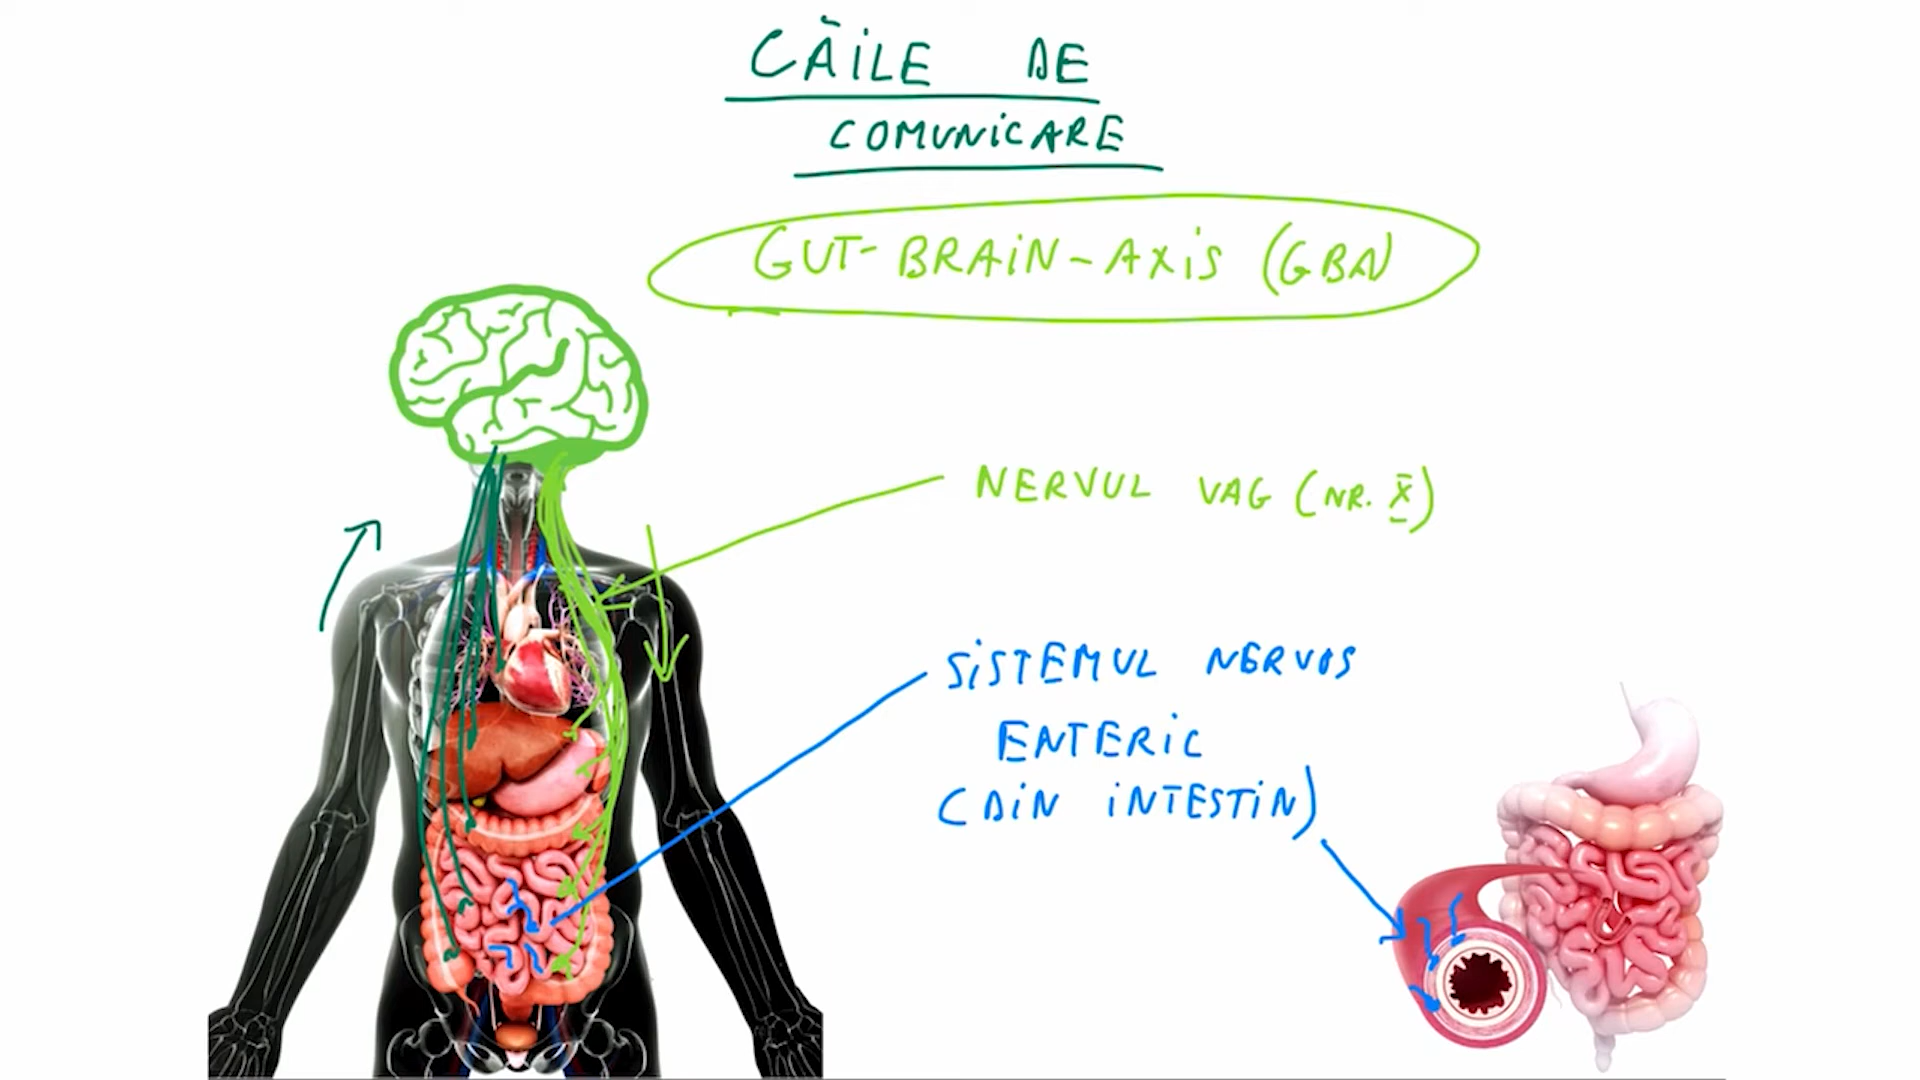 CĂILE DE
COMUNICARE
GUT-BRAIN-AXIS (GBA)
NERVUL VAG (NR. X)
SISTEMUL NERVOS
ENTERIC
(DIN INTESTIN)